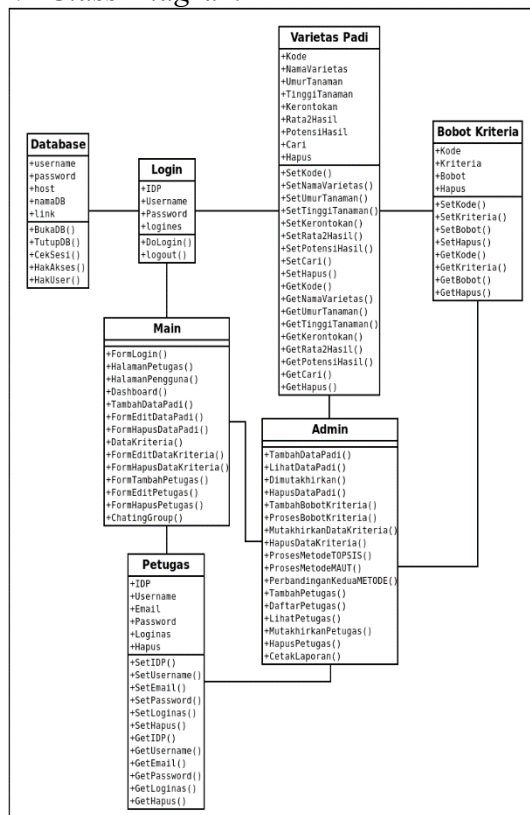 Class Diagram
Varietas Padi
+Kode
+NamaVarietas
+UmurTanaman
+TinggiTanaman
+Kerontokan
+Rata2Hasil
+PotensiHasil
+Cari
+Hapus
+SetKode()
+SetNamaVarietas()
+SetUmurTanaman()
+SetTinggiTanaman()
+SetKerontokan()
+SetRata2Hasil()
+SetPotensiHasil()
+SetCari()
+SetHapus()
+GetKode()
+GetNamaVarietas()
+GetUmurTanaman()
+GetTinggiTanaman()
+GetKerontokan()
+GetRata2Hasil()
+GetPotensiHasil()
+GetCari()
+GetHapus()
Database
+username
+password
+host
+namaDB
+link
+BukaDB()
+TutupDB()
+CekSesi()
+HakAkses()
+HakUser()
Login
+IDP
+Username
+Password
+logines
+DoLogin()
+logout()
Bobot Kriteria
+Kode
+Kriteria
+Bobot
+Hapus
+SetKode()
+SetKriteria()
+SetBobot()
+SetHapus()
+GetKode()
+GetKriteria()
+GetBobot()
+GetHapus()
Main
+FormLogin()
+HalamanPetugas()
+HalamanPengguna()
+Dashboard()
+TambahDataPadi()
+FormEditDataPadi()
+FormHapusDataPadi()
+DataKriteria()
+FormEditDataKriteria()
+FormHapusDataKriteria()
+FormTambahPetugas()
+FormEditPetugas()
+FormHapusPetugas()
+ChatingGroup()
Admin
+TambahDataPadi()
+LihatDataPadi()
+Dimutakhirkan()
+HapusDataPadi()
+TambahBobotKriteria()
+ProsesBobotKriteria()
+MutakhirkanDataKriteria()
+HapusDataKriteria()
+ProsesMetodeTOPSIS()
+ProsesMetodeMAUT()
+PerbandinganKeduaMETODE()
+TambahPetugas()
+DaftarPetugas()
+LihatPetugas()
+MutakhirkanPetugas()
+HapusPetugas()
+CetakLaporan()
Petugas
+IDP
+Username
+Email
+Password
+Loginas
+Hapus
+SetIDP()
+SetUsername()
+SetEmail()
+SetPassword()
+SetLoginas()
+SetHapus()
+GetIDP()
+GetUsername()
+GetEmail()
+GetPassword()
+GetLoginas()
+GetHapus()